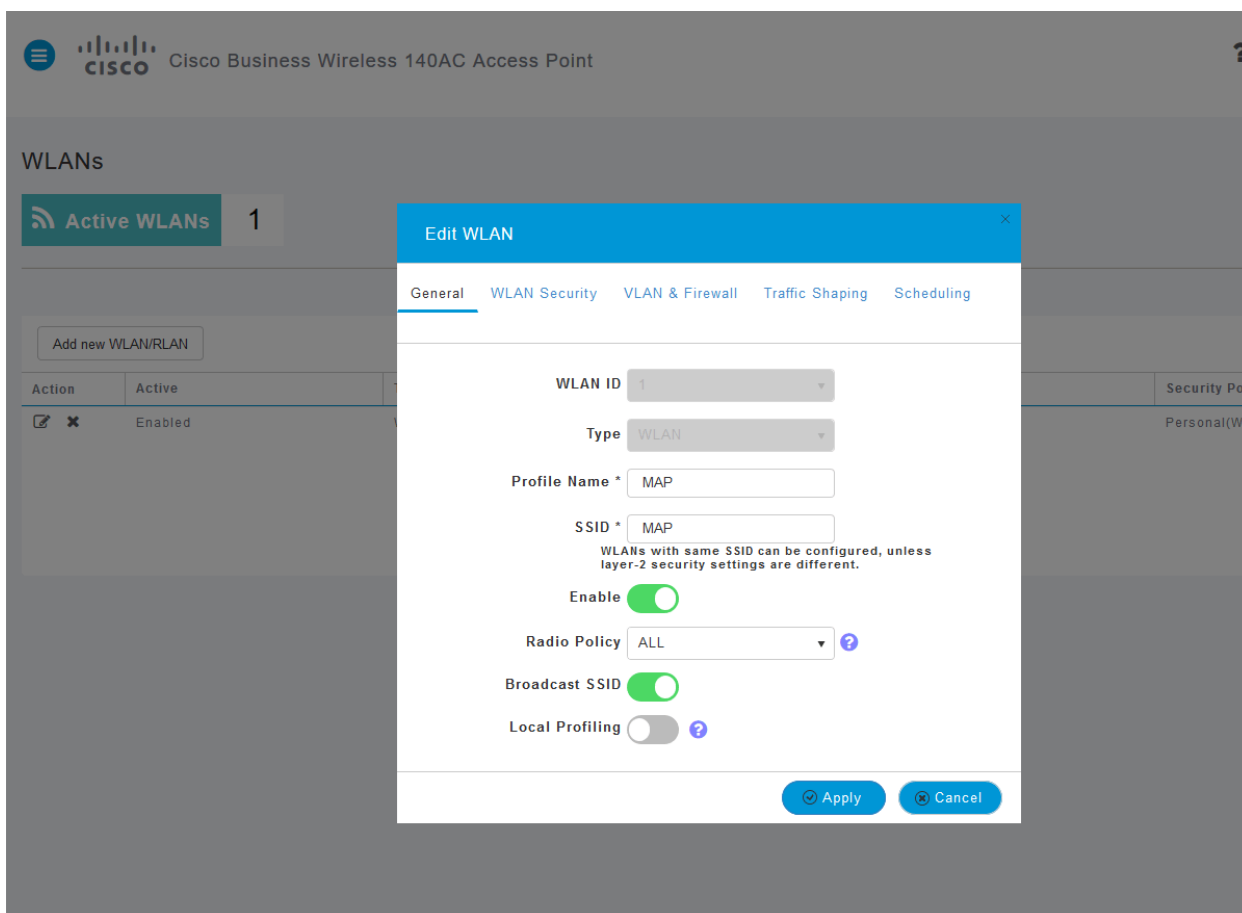 CISCO Cisco Business Wireless 140AC Access Point
WLANs
Active WLANs 1
Add new WLAN/RLAN
Action Active Security Po
Enabled Personal(W
Edit WLAN
General WLAN Security VLAN & Firewall Traffic Shaping Scheduling
WLAN ID 1
Type WLAN
Profile Name * MAP
SSID * MAP
WLANs with same SSID can be configured, unless
layer-2 security settings are different.
Enable
Radio Policy ALL ?
Broadcast SSID
Local Profiling ?
Apply Cancel